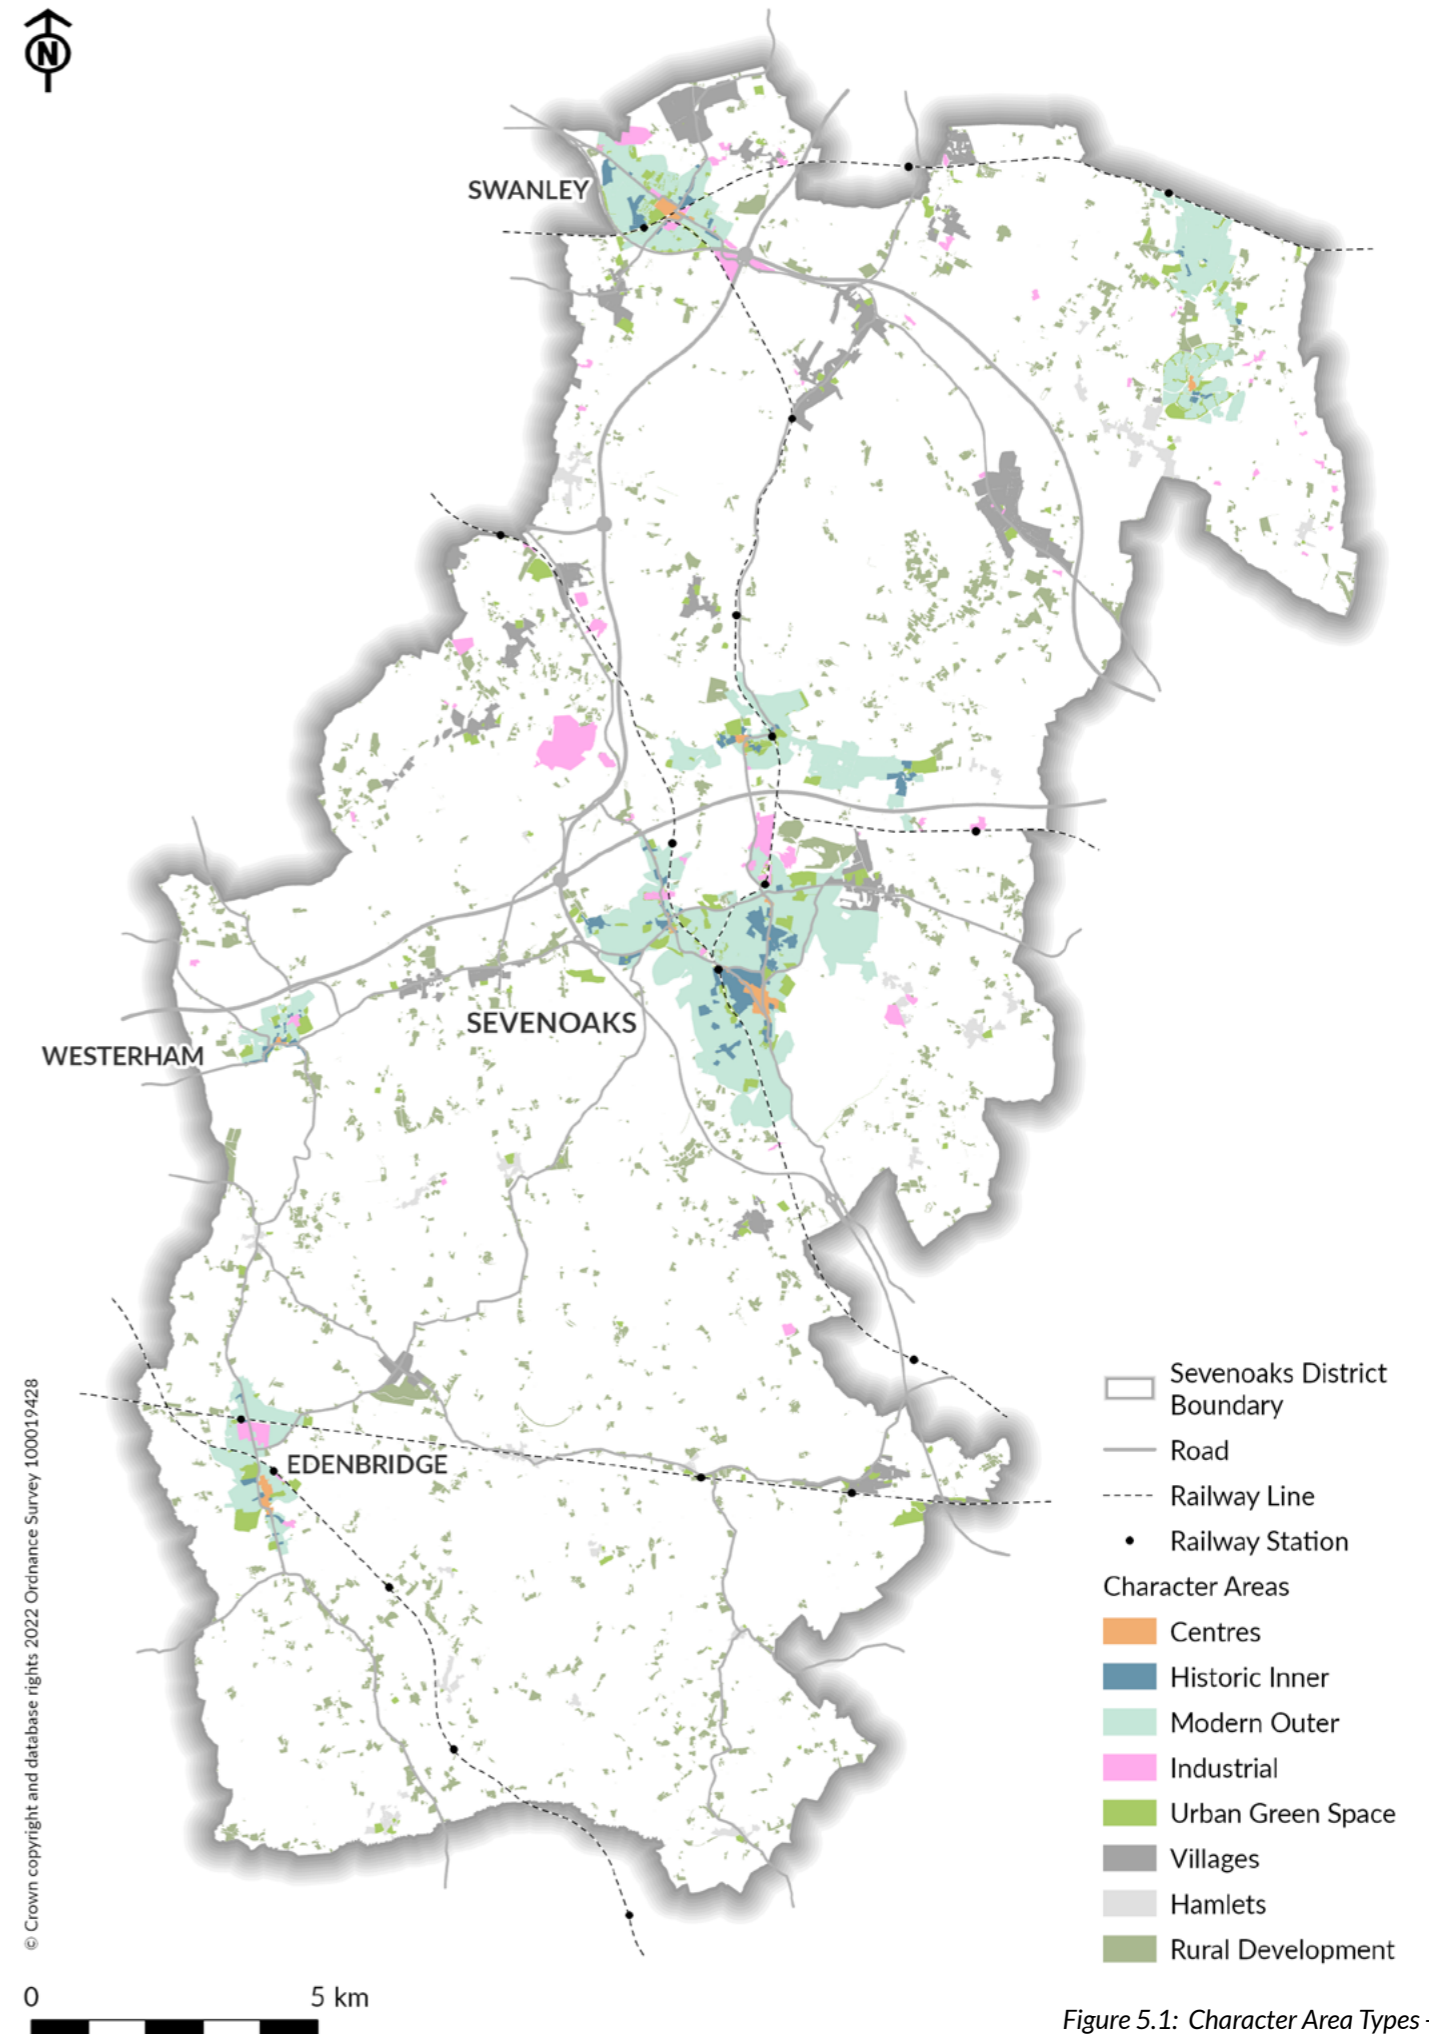 N
SWANLEY
SEVENOAKS
WESTERHAM
EDENBRIDGE
Sevenoaks District
Boundary
Road
Railway Line
Railway Station
Character Areas
Centres
Historic Inner
Modern Outer
Industrial
Urban Green Space
Villages
Hamlets
Rural Development
© Crown copyright and database rights 2022 Ordnance Survey 100019428
0 5 km
Figure 5.1: Character Area Types -